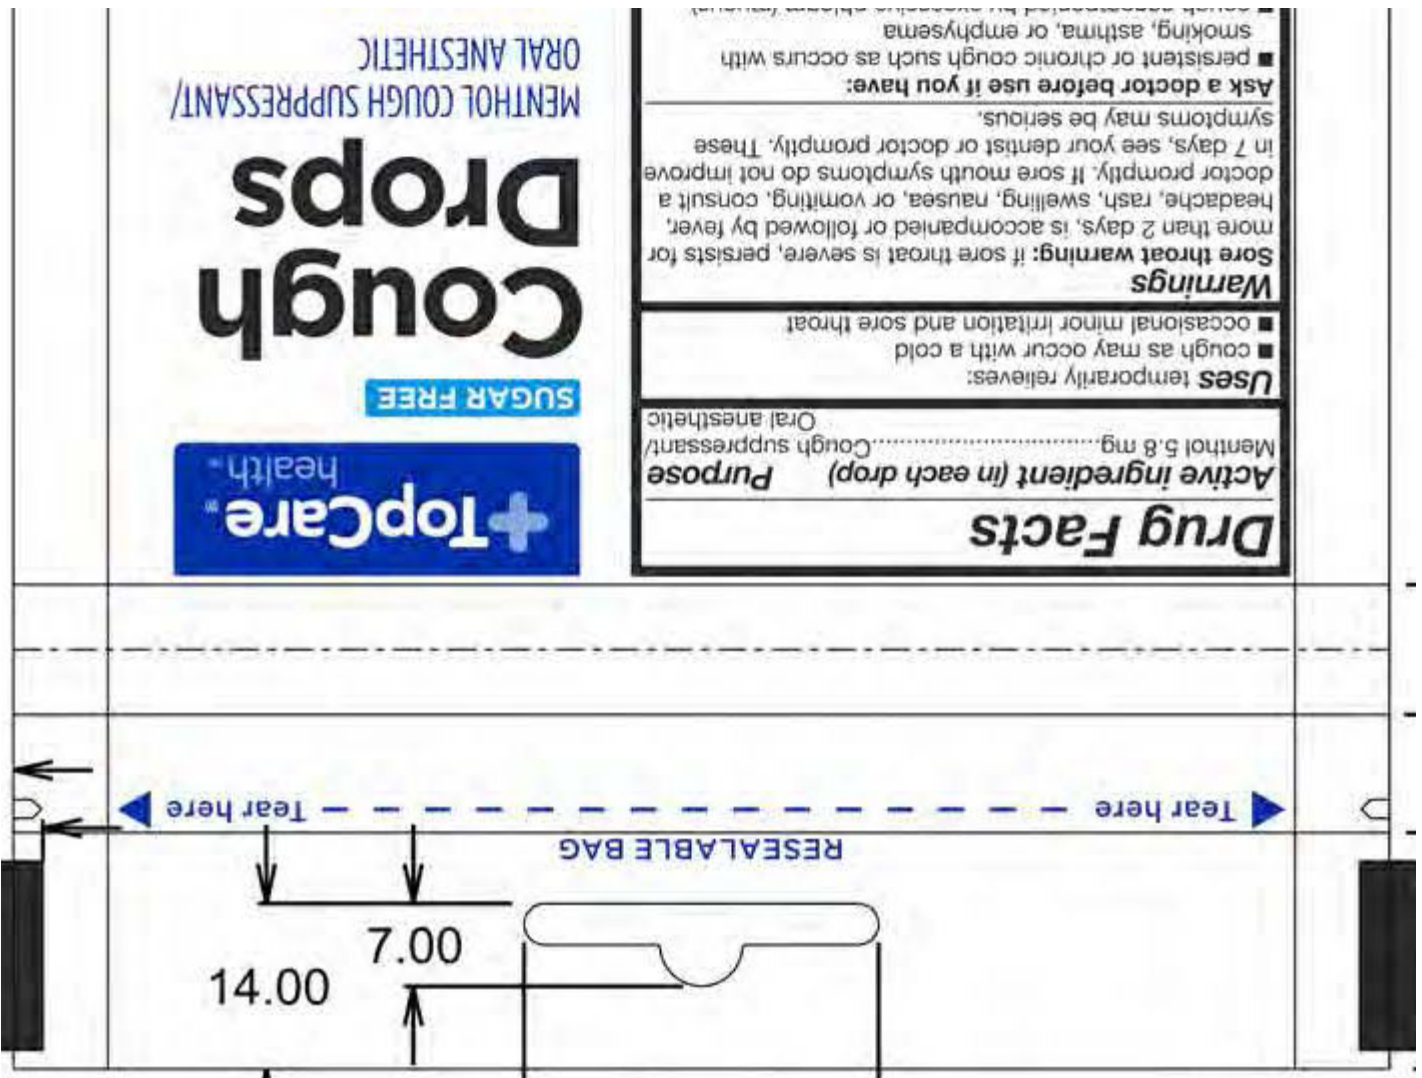 Drug Facts
Active ingredient (in each drop) Purpose
Menthol 5.8 mg................................Cough suppressant/
Oral anesthetic
Uses temporarily relieves:
■ cough as may occur with a cold
■ occasional minor irritation and sore throat
Warnings
Sore throat warning: if sore throat is severe, persists for
more than 2 days, is accompanied or followed by fever,
headache, rash, swelling, nausea, or vomiting, consult a
doctor promptly. If sore mouth symptoms do not improve
in 7 days, see your dentist or doctor promptly. These
symptoms may be serious.
Ask a doctor before use if you have:
■ persistent or chronic cough such as occurs with
smoking, asthma, or emphysema
■ cough accompanied by excessive phlegm (mucus)
TopCare
health
SUGAR FREE
Cough
Drops
MENTHOL COUGH SUPPRESSANT/
ORAL ANESTHETIC
Tear here Tear here
RESEALABLE BAG
7.00
14.00